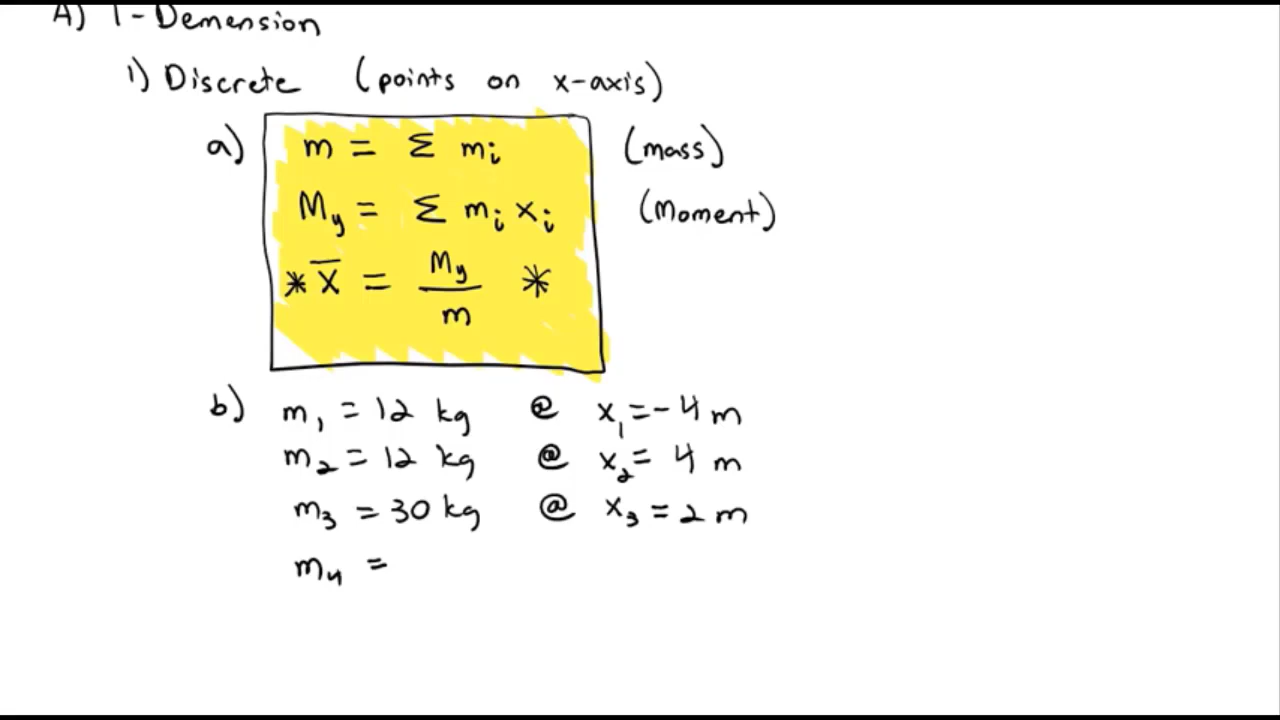 A) 1-Demension
1) Discrete (points on x-axis)
a) m = Σ mᵢ (mass)
My = Σ mᵢ xᵢ (Moment)
* x̄ = My/m *
b) m₁ = 12 kg @ x₁ = -4 m
m₂ = 12 kg @ x₂ = 4 m
m₃ = 30 kg @ x₃ = 2 m
m₄ =